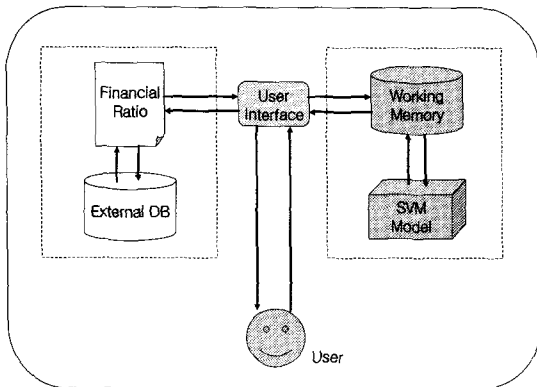 Financial
Ratio
User
Interface
Working
Memory
External DB
SVM
Model
User